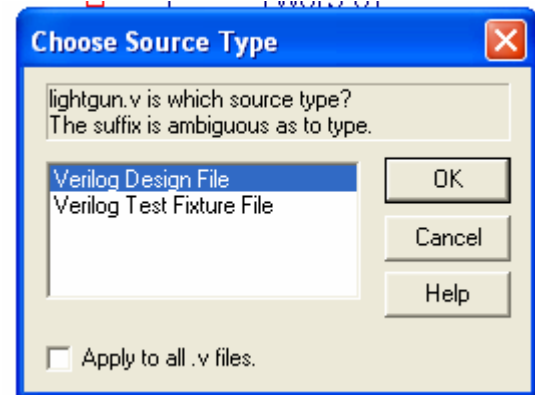 Choose Source Type
lightgun.v is which source type?
The suffix is ambiguous as to type.
Verilog Design File
Verilog Test Fixture File
OK
Cancel
Help
Apply to all .v files.